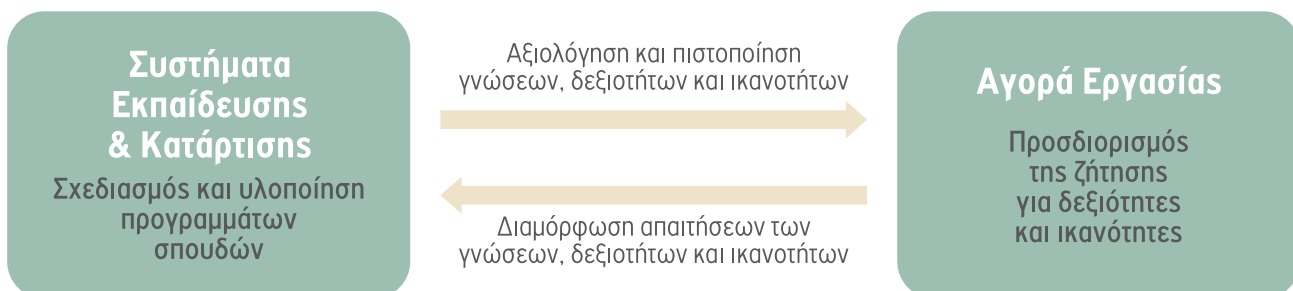 Συστήματα
Εκπαίδευσης
& Κατάρτισης
Σχεδιασμός και υλοποίηση
προγραμμάτων
σπουδών
Αξιολόγηση και πιστοποίηση
γνώσεων, δεξιοτήτων και ικανοτήτων
Διαμόρφωση απαιτήσεων των
γνώσεων, δεξιοτήτων και ικανοτήτων
Αγορά Εργασίας
Προσδιορισμός
της ζήτησης
για δεξιότητες
και ικανότητες